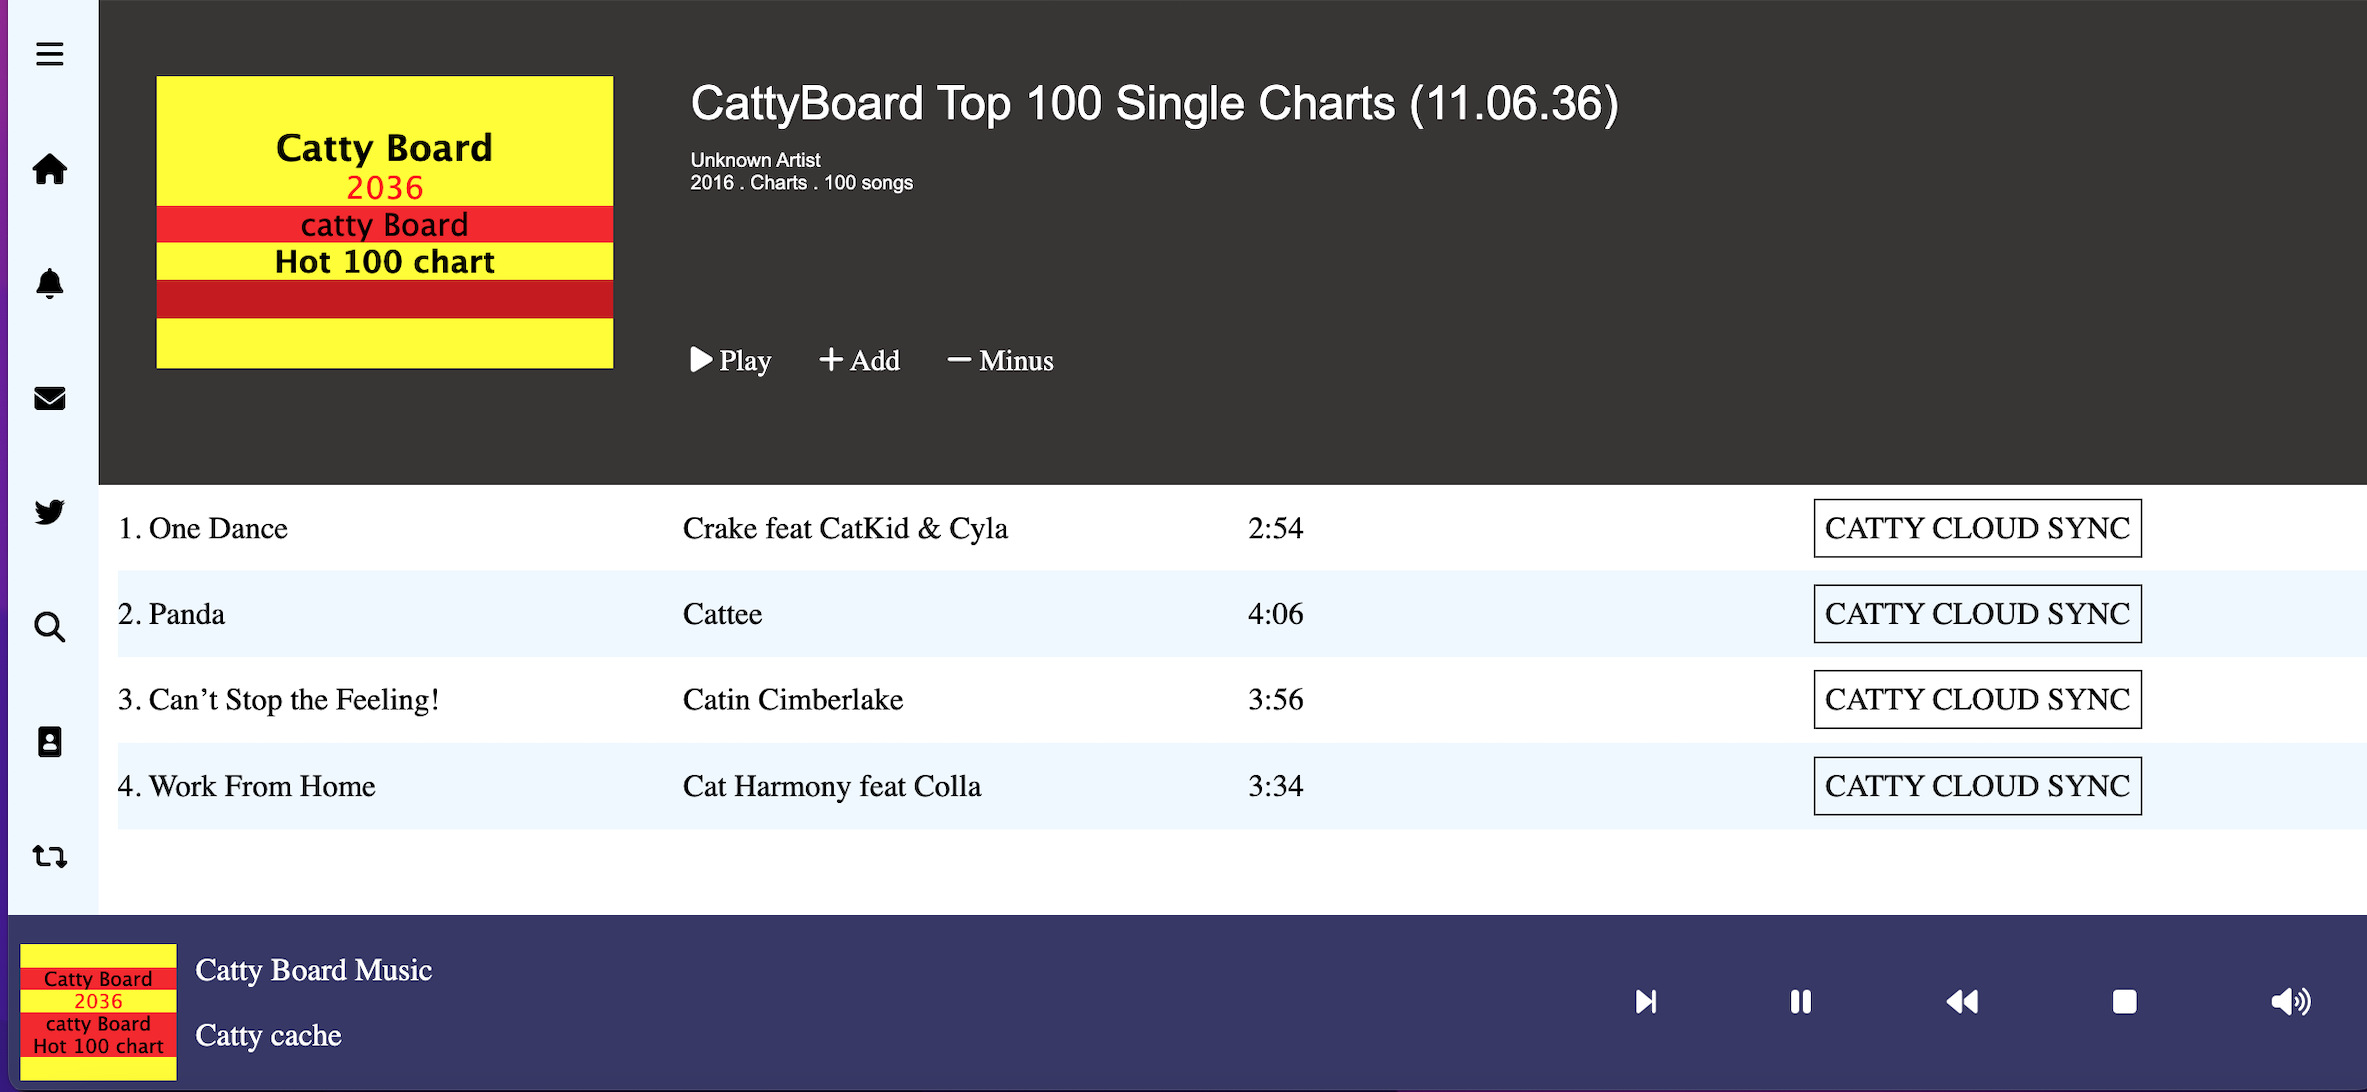 Catty Board
2036
catty Board
Hot 100 chart
CattyBoard Top 100 Single Charts (11.06.36)
Unknown Artist
2016 . Charts . 100 songs
Play Add Minus
1. One Dance Crake feat CatKid & Cyla 2:54 CATTY CLOUD SYNC
2. Panda Cattee 4:06 CATTY CLOUD SYNC
3. Can’t Stop the Feeling! Catin Cimberlake 3:56 CATTY CLOUD SYNC
4. Work From Home Cat Harmony feat Colla 3:34 CATTY CLOUD SYNC
Catty Board
2036
catty Board
Hot 100 chart
Catty Board Music
Catty cache